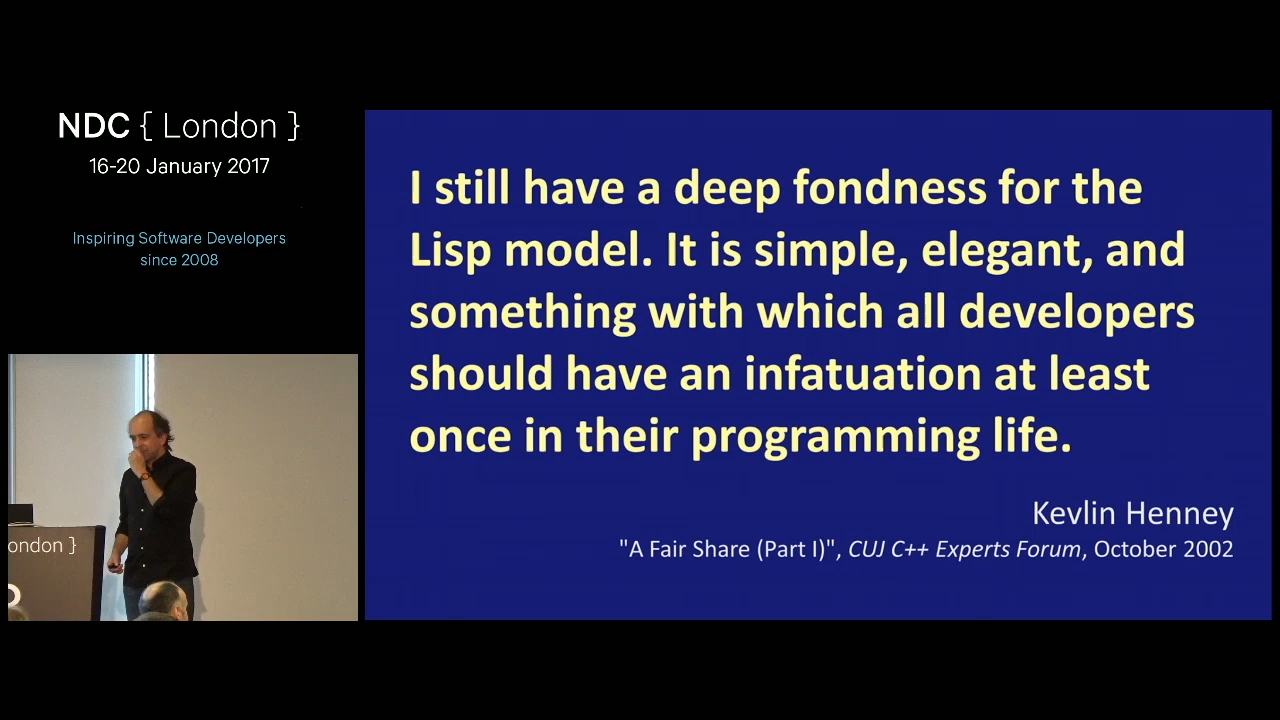 NDC { London }
16-20 January 2017
Inspiring Software Developers
since 2008
I still have a deep fondness for the
Lisp model. It is simple, elegant, and
something with which all developers
should have an infatuation at least
once in their programming life.
Kevlin Henney
"A Fair Share (Part I)", CUJ C++ Experts Forum, October 2002
ondon }